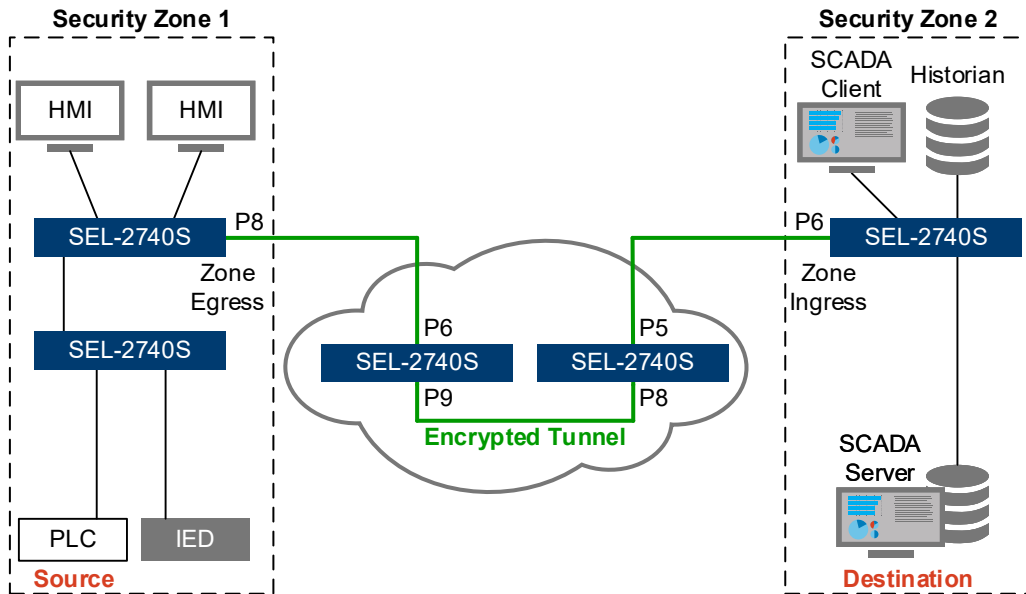 Security Zone 1
HMI
HMI
SEL-2740S
P8
Zone
Egress
SEL-2740S
PLC
IED
Source
P6
SEL-2740S
P9
P5
SEL-2740S
P8
Encrypted Tunnel
Security Zone 2
SCADA
Client
Historian
P6
SEL-2740S
Zone
Ingress
SCADA
Server
Destination